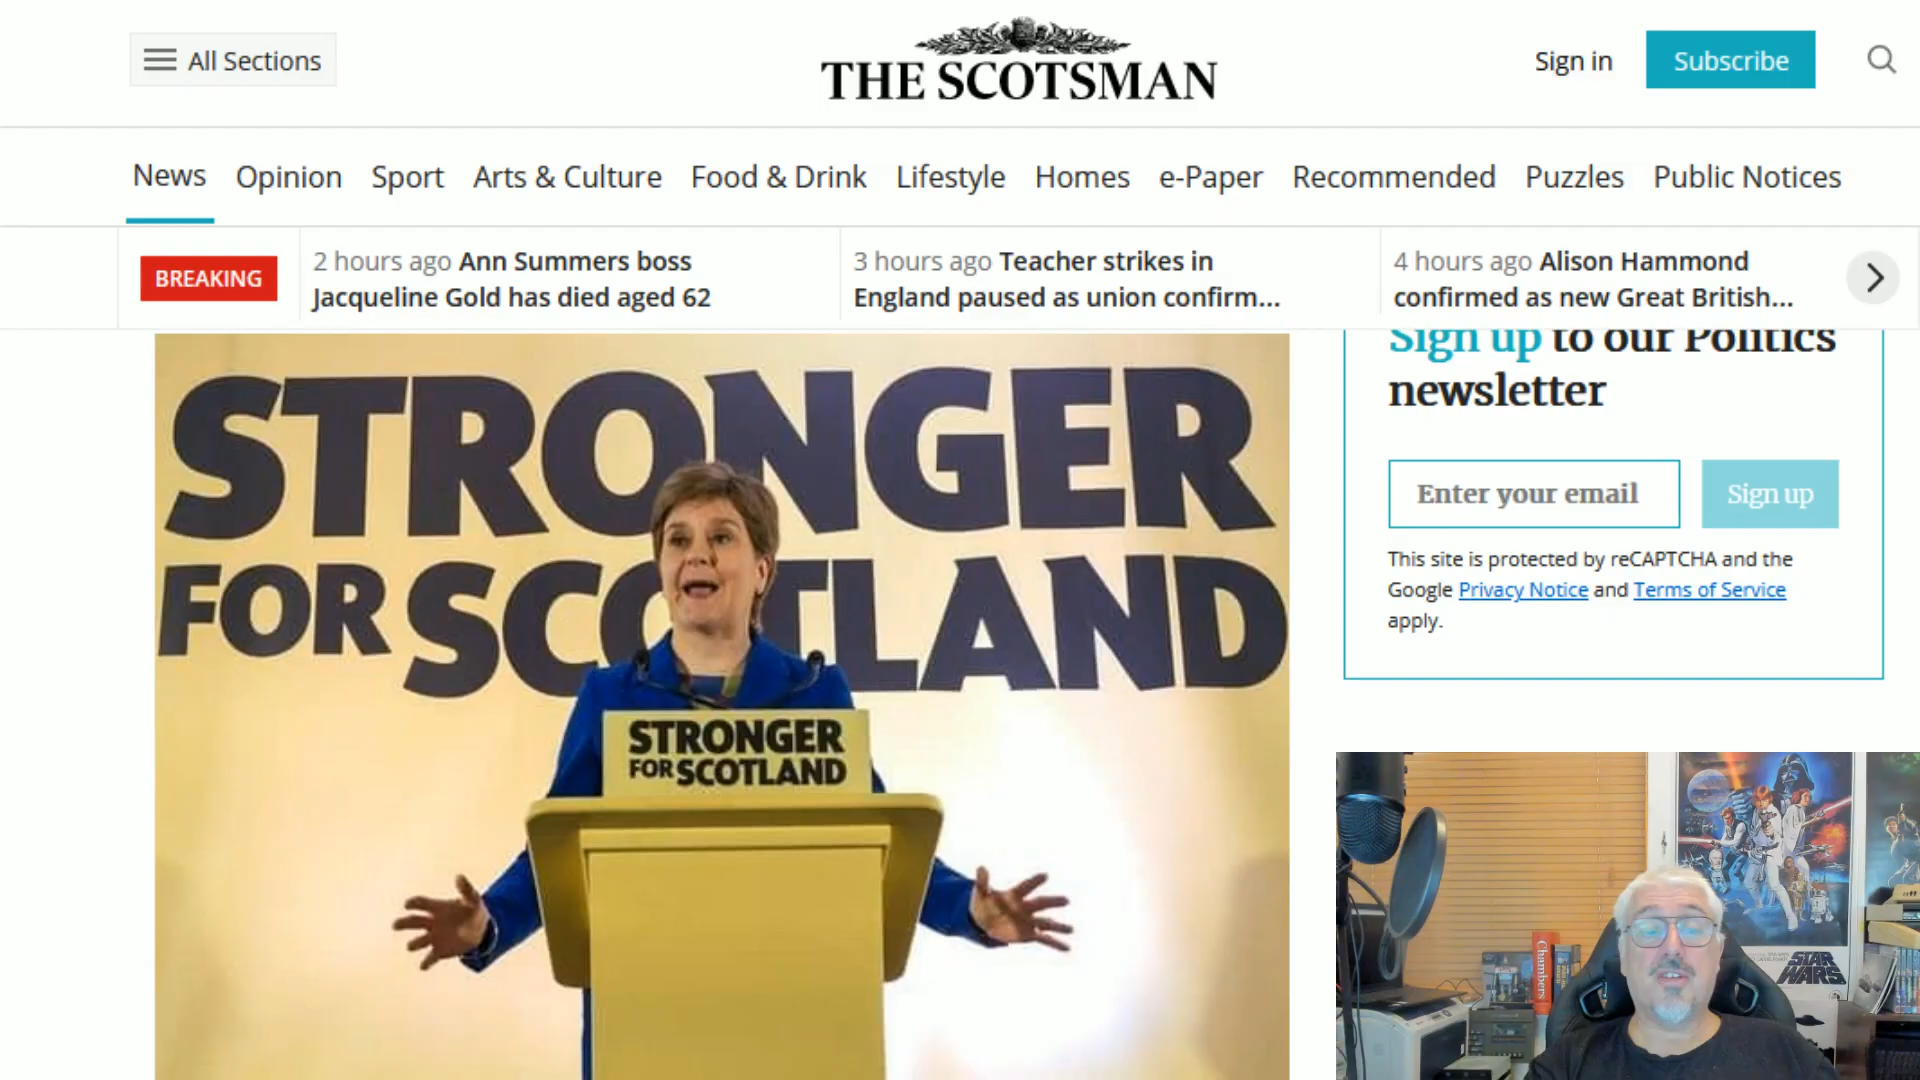 All Sections
THE SCOTSMAN
Sign in
Subscribe
News
Opinion
Sport
Arts & Culture
Food & Drink
Lifestyle
Homes
e-Paper
Recommended
Puzzles
Public Notices
BREAKING
2 hours ago Ann Summers boss
Jacqueline Gold has died aged 62
3 hours ago Teacher strikes in
England paused as union confirm...
4 hours ago Alison Hammond
confirmed as new Great British...
STRONGER
FOR SCOTLAND
STRONGER
FOR SCOTLAND
Sign up to our Politics
newsletter
Enter your email
Sign up
This site is protected by reCAPTCHA and the
Google Privacy Notice and Terms of Service
apply.
Chambers
STAR
WARS